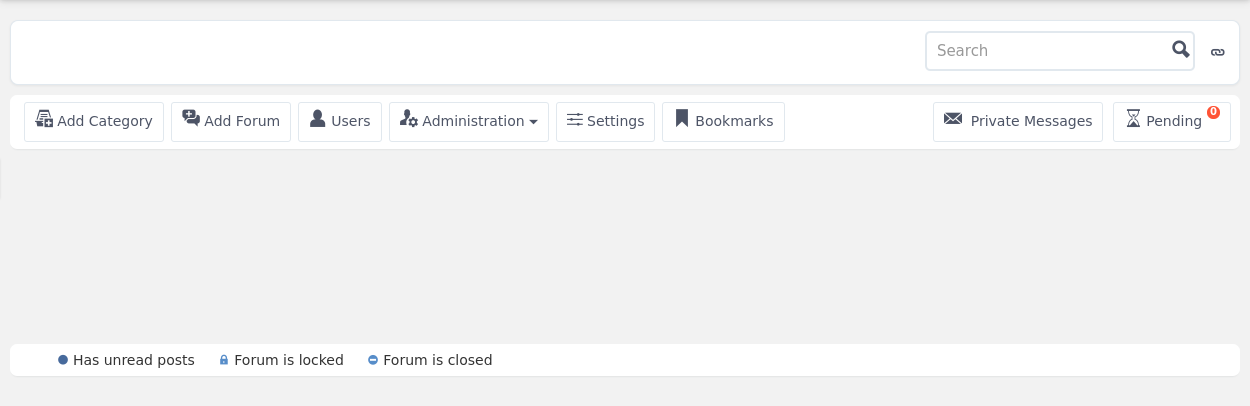 Search
Add Category Add Forum Users Administration Settings Bookmarks Private Messages Pending 0
Has unread posts Forum is locked Forum is closed